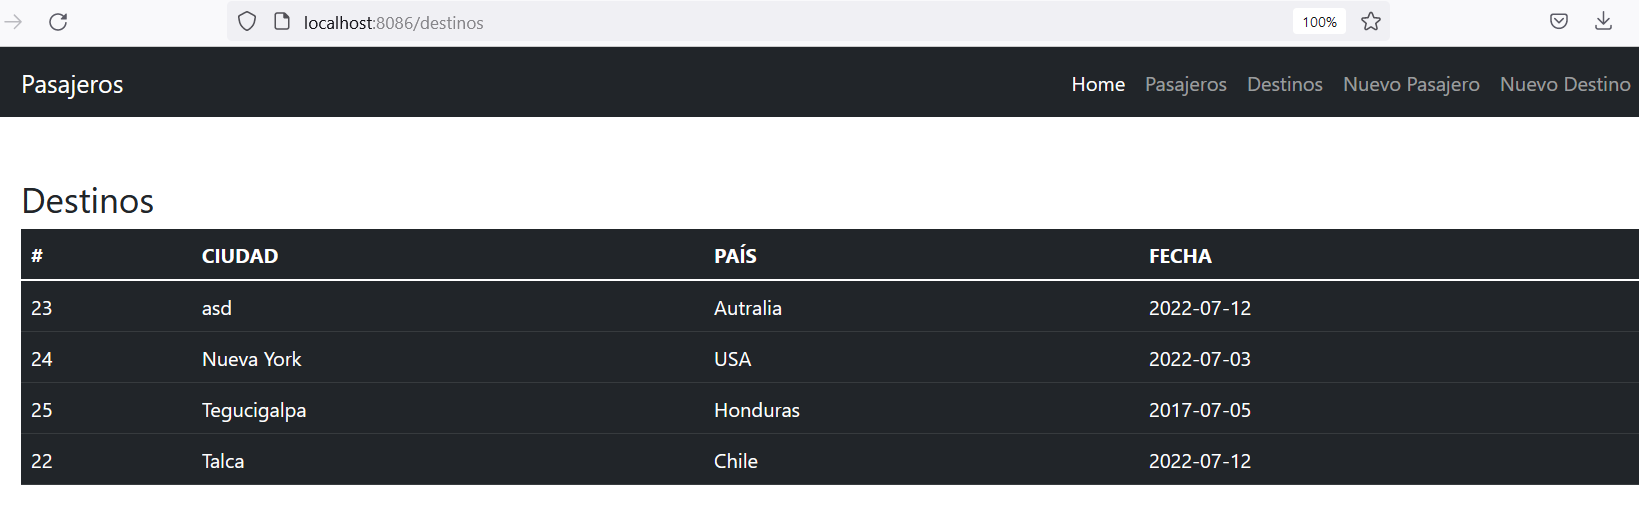 localhost:8086/destinos 100%
Pasajeros Home Pasajeros Destinos Nuevo Pasajero Nuevo Destino
Destinos
# CIUDAD PAÍS FECHA
23 asd Autralia 2022-07-12
24 Nueva York USA 2022-07-03
25 Tegucigalpa Honduras 2017-07-05
22 Talca Chile 2022-07-12